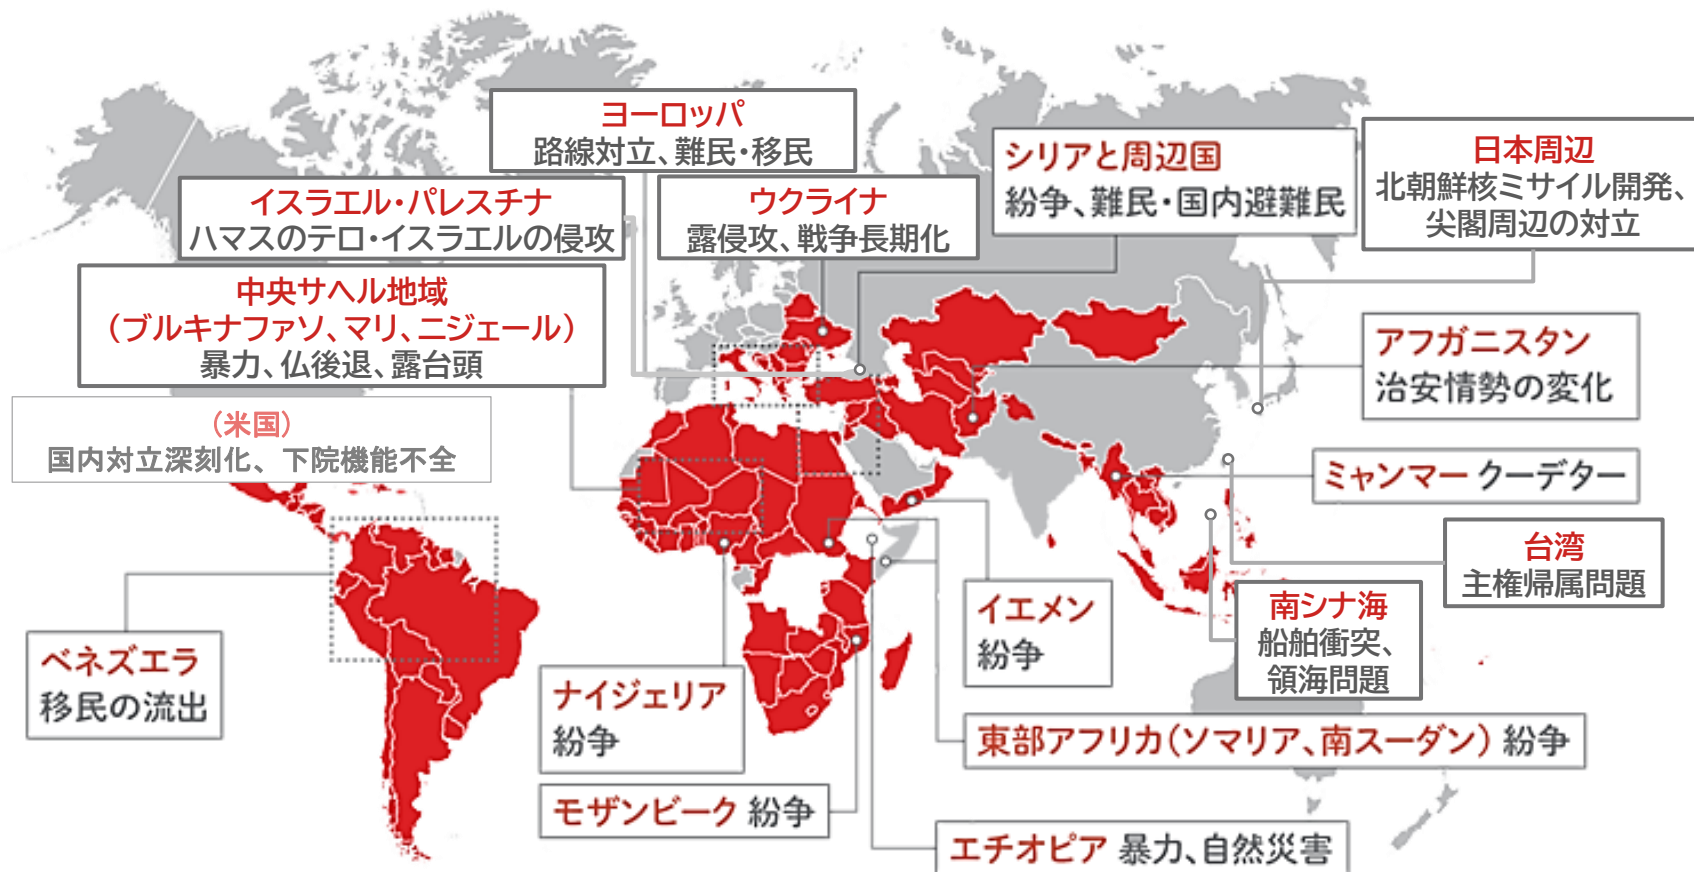 ヨーロッパ
路線対立、難民・移民
シリアと周辺国
紛争、難民・国内避難民
日本周辺
北朝鮮核ミサイル開発、
尖閣周辺の対立
イスラエル・パレスチナ
ハマスのテロ・イスラエルの侵攻
ウクライナ
露侵攻、戦争長期化
中央サヘル地域
（ブルキナファソ、マリ、ニジェール）
暴力、仏後退、露台頭
アフガニスタン
治安情勢の変化
（米国）
国内対立深刻化、下院機能不全
ミャンマー クーデター
台湾
主権帰属問題
南シナ海
船舶衝突、
領海問題
イエメン
紛争
ベネズエラ
移民の流出
ナイジェリア
紛争
東部アフリカ（ソマリア、南スーダン） 紛争
モザンビーク 紛争
エチオピア 暴力、自然災害